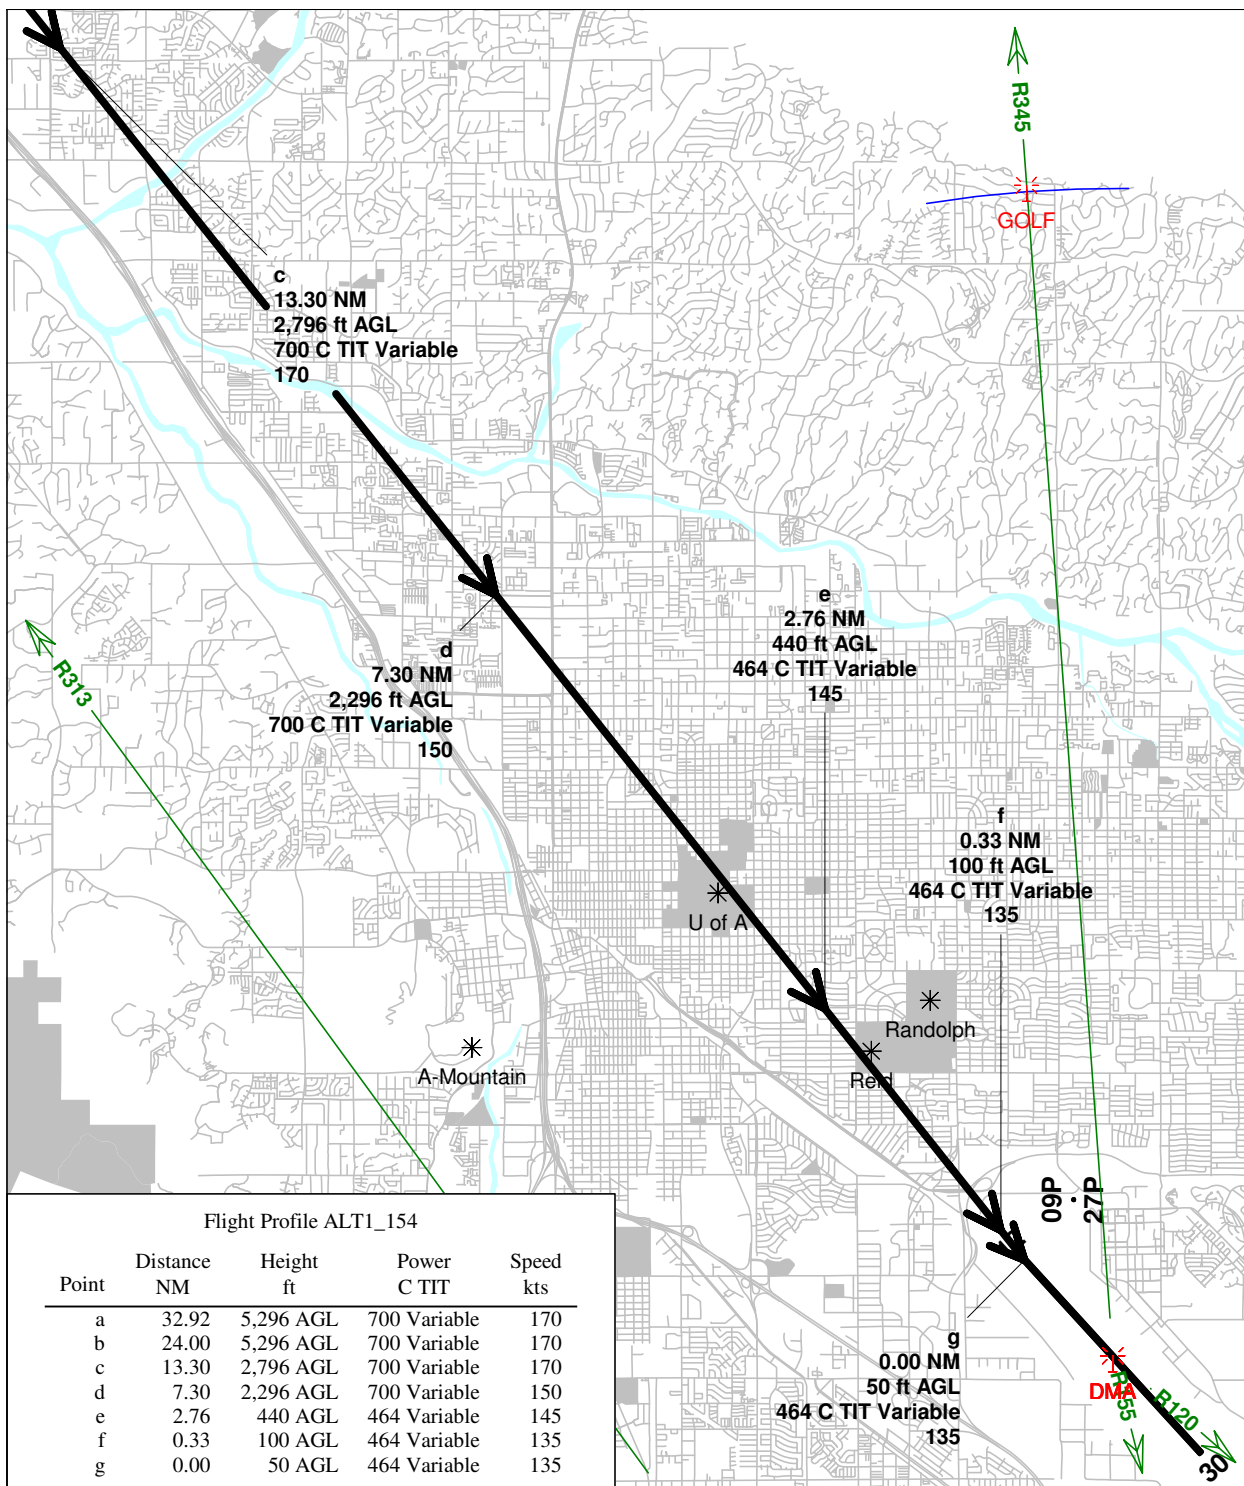 R345
GOLF
c
13.30 NM
2,796 ft AGL
700 C TIT Variable
170
e
2.76 NM
440 ft AGL
464 C TIT Variable
145
R313
d
7.30 NM
2,296 ft AGL
700 C TIT Variable
150
f
0.33 NM
100 ft AGL
464 C TIT Variable
135
U of A
Randolph
Reid
A-Mountain
09P
27P
g
0.00 NM
50 ft AGL
464 C TIT Variable
135
DMA
R155
R120
30
Flight Profile ALT1_154
Point Distance NM Height ft Power C TIT Speed kts
a 32.92 5,296 AGL 700 Variable 170
b 24.00 5,296 AGL 700 Variable 170
c 13.30 2,796 AGL 700 Variable 170
d 7.30 2,296 AGL 700 Variable 150
e 2.76 440 AGL 464 Variable 145
f 0.33 100 AGL 464 Variable 135
g 0.00 50 AGL 464 Variable 135